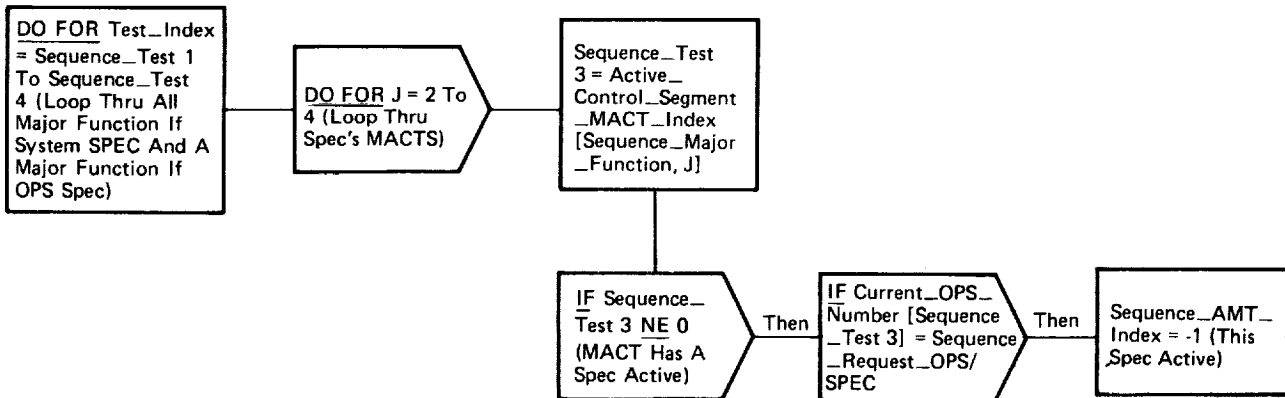 DO FOR Test_Index
= Sequence_Test 1
To Sequence_Test
4 (Loop Thru All
Major Function If
System SPEC And A
Major Function If
OPS Spec)
DO FOR J = 2 To
4 (Loop Thru
Spec's MACTS)
Sequence_Test
3 = Active_
Control_Segment
_MACT_Index
[Sequence_Major
_Function, J]
IF Sequence_
Test 3 NE 0
(MACT Has A
Spec Active)
Then
IF Current_OPS_
Number [Sequence
_Test 3] = Sequence
_Request_OPS/
SPEC
Then
Sequence_AMT_
Index = -1 (This
Spec Active)